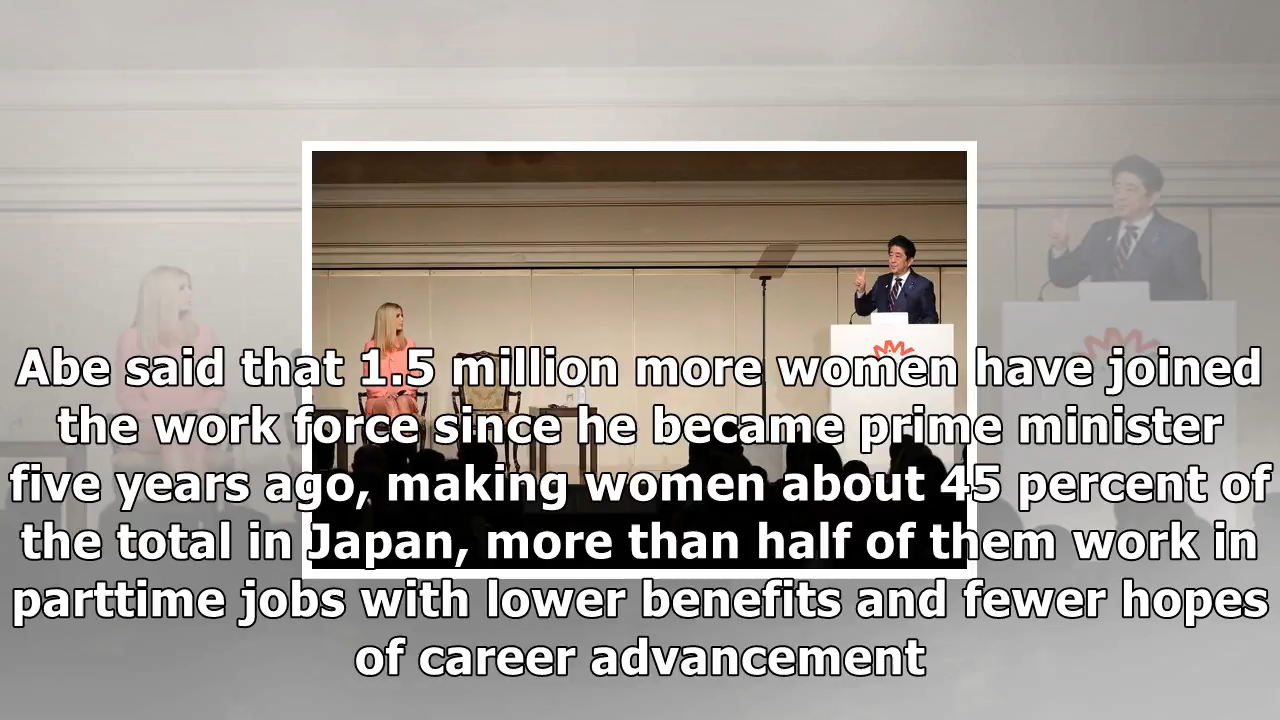 Abe said that 1.5 million more women have joined
the work force since he became prime minister
five years ago, making women about 45 percent of
the total in Japan, more than half of them work in
parttime jobs with lower benefits and fewer hopes
of career advancement